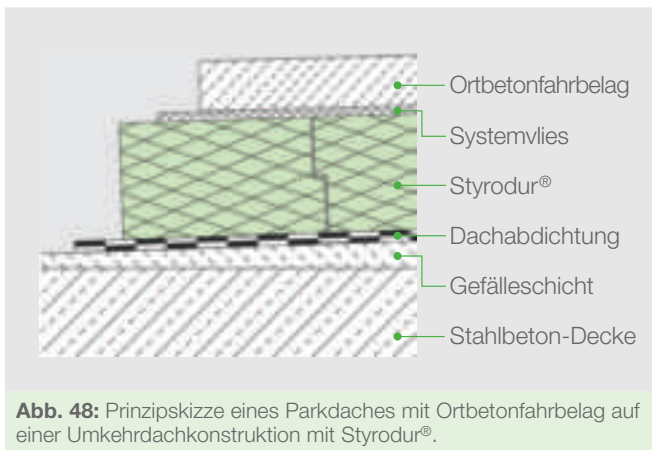 Ortbetonfahrbelag
Systemvlies
Styrodur®
Dachabdichtung
Gefälleschicht
Stahlbeton-Decke
Abb. 48: Prinzipskizze eines Parkdaches mit Ortbetonfahrbelag auf
einer Umkehrdachkonstruktion mit Styrodur®.